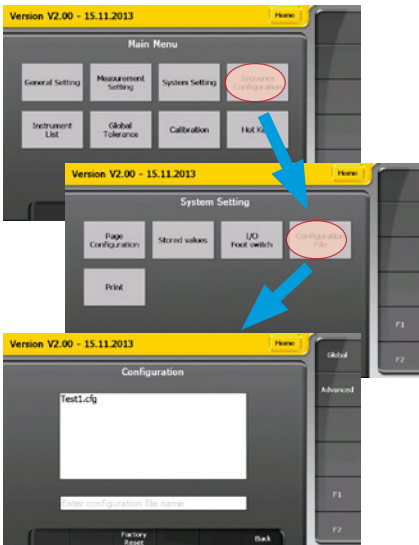 Version V2.00 - 15.11.2013
Home
Main Menu
General Setting
Measurement Setting
System Setting
Sequence Configuration
Instrument List
Global Tolerance
Calibration
Hot
Version V2.00 - 15.11.2013
Home
System Setting
Page Configuration
Stored values
I/O Foot switch
Configuration File
Print
F1
F2
Version V2.00 - 15.11.2013
Home
Global
Configuration
Advanced
Test1.cfg
Enter configuration file name
F1
Factory Reset
Back
F2